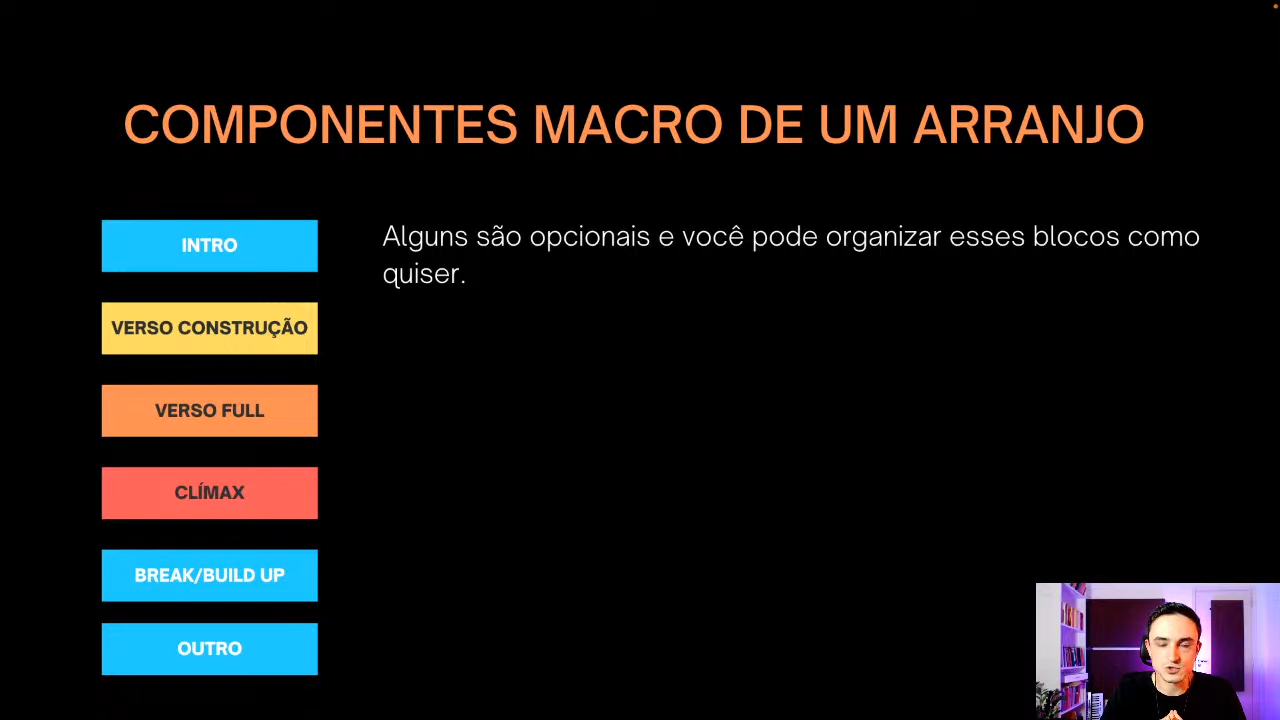 COMPONENTES MACRO DE UM ARRANJO
INTRO
Alguns são opcionais e você pode organizar esses blocos como
quiser.
VERSO CONSTRUÇÃO
VERSO FULL
CLÍMAX
BREAK/BUILD UP
OUTRO